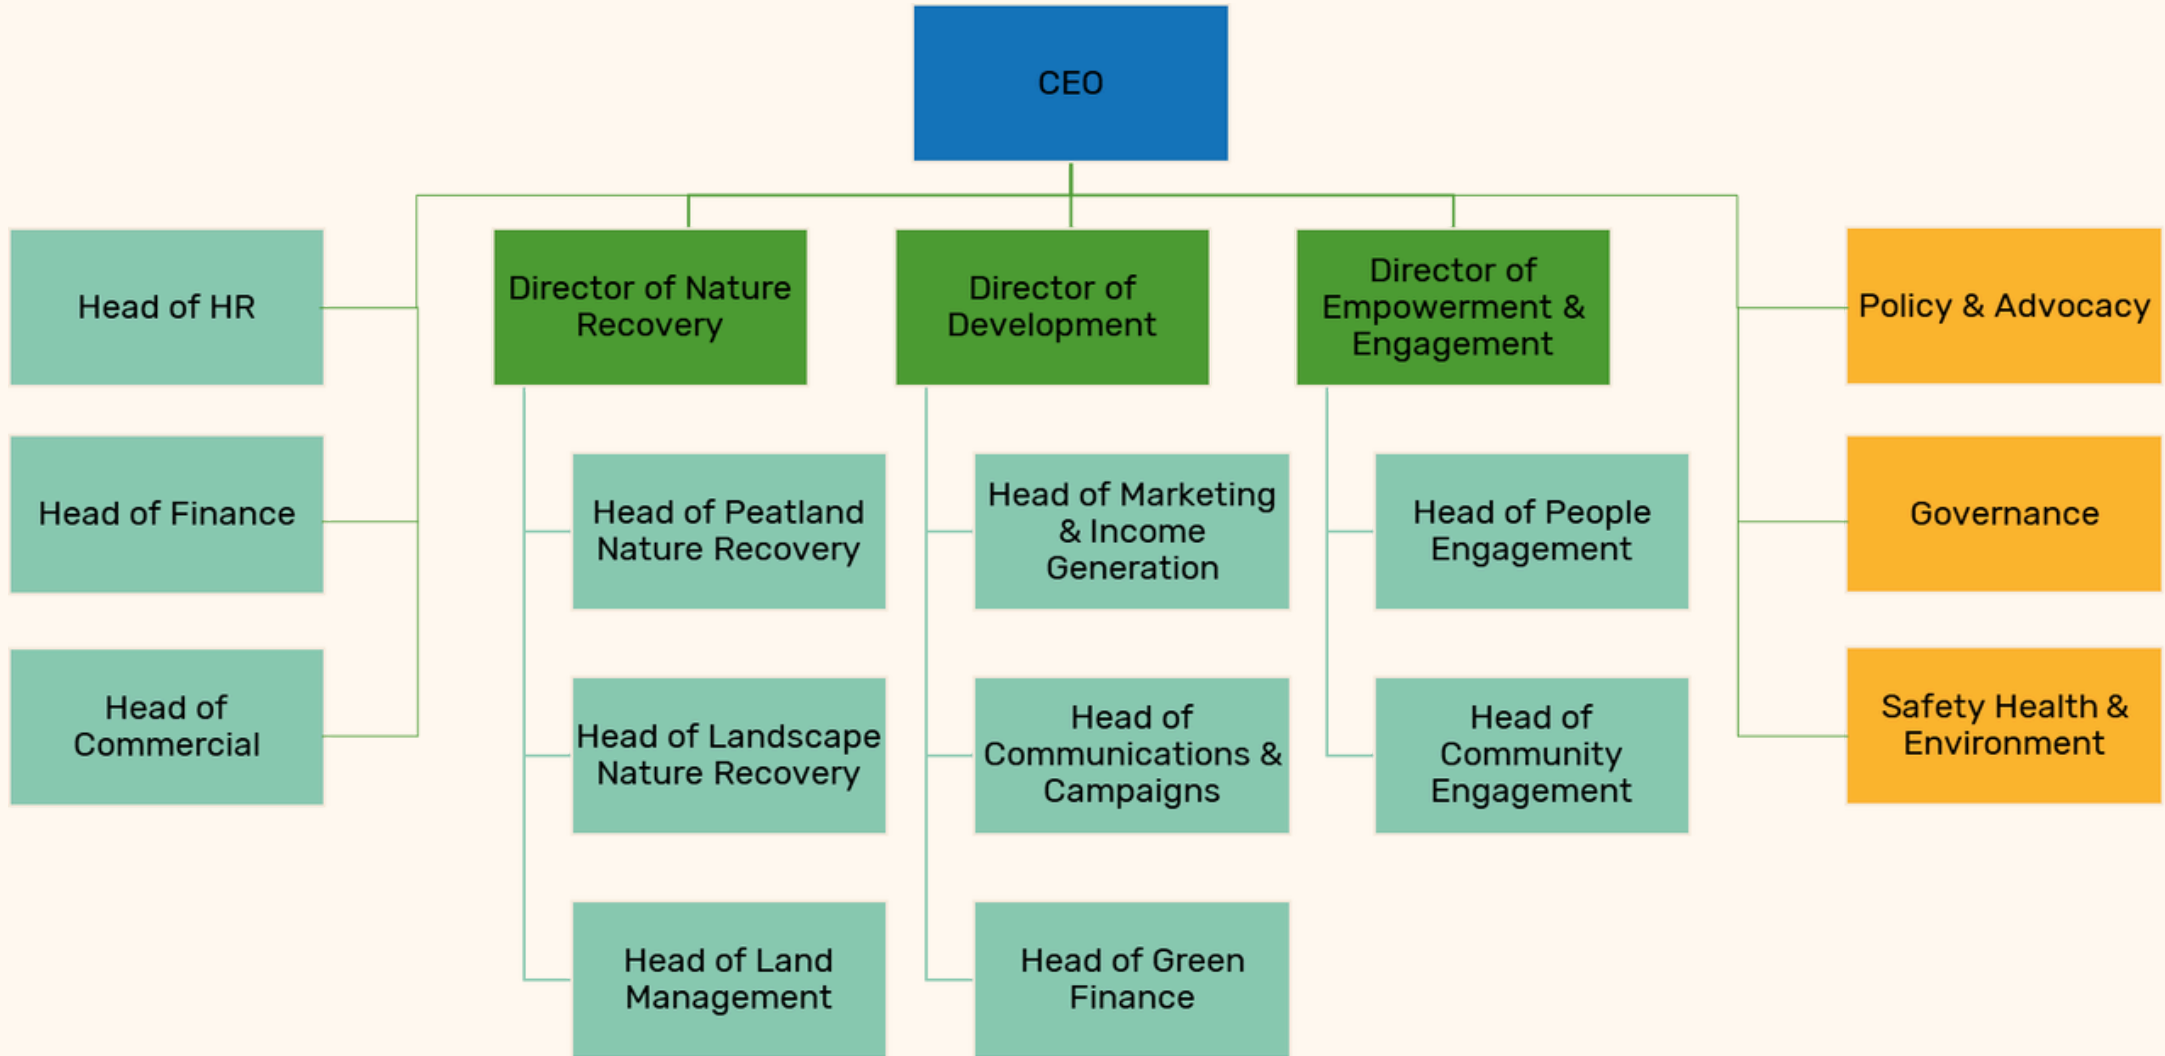 CEO
Head of HR
Director of Nature
Recovery
Director of
Development
Director of
Empowerment &
Engagement
Policy & Advocacy
Head of Finance
Head of Peatland
Nature Recovery
Head of Marketing
& Income
Generation
Head of People
Engagement
Governance
Head of
Commercial
Head of Landscape
Nature Recovery
Head of
Communications &
Campaigns
Head of
Community
Engagement
Safety Health &
Environment
Head of Land
Management
Head of Green
Finance